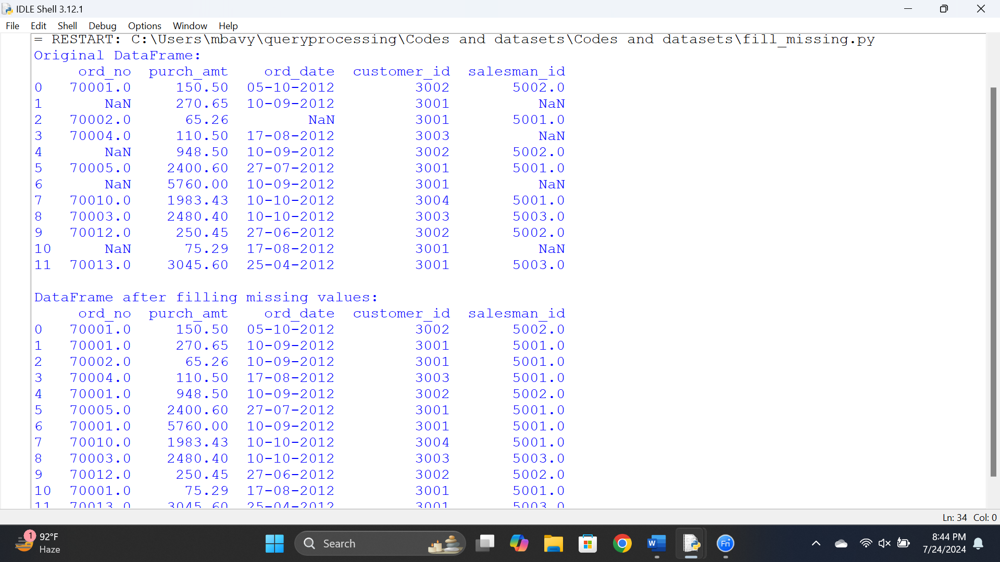 IDLE Shell 3.12.1
File Edit Shell Debug Options Window Help
= RESTART: C:\Users\mbavy\queryprocessing\Codes and datasets\Codes and datasets\fill_missing.py
Original DataFrame:
ord_no purch_amt ord_date customer_id salesman_id
0 70001.0 150.50 05-10-2012 3002 5002.0
1 NaN 270.65 10-09-2012 3001 NaN
2 70002.0 65.26 NaN 3001 5001.0
3 70004.0 110.50 17-08-2012 3003 NaN
4 NaN 948.50 10-09-2012 3002 5002.0
5 70005.0 2400.60 27-07-2012 3001 5001.0
6 NaN 5760.00 10-09-2012 3001 NaN
7 70010.0 1983.43 10-10-2012 3004 5001.0
8 70003.0 2480.40 10-10-2012 3003 5003.0
9 70012.0 250.45 27-06-2012 3002 5002.0
10 NaN 75.29 17-08-2012 3001 NaN
11 70013.0 3045.60 25-04-2012 3001 5003.0
DataFrame after filling missing values:
ord_no purch_amt ord_date customer_id salesman_id
0 70001.0 150.50 05-10-2012 3002 5002.0
1 70001.0 270.65 10-09-2012 3001 5001.0
2 70002.0 65.26 10-09-2012 3001 5001.0
3 70004.0 110.50 17-08-2012 3003 5001.0
4 70001.0 948.50 10-09-2012 3002 5002.0
5 70005.0 2400.60 27-07-2012 3001 5001.0
6 70001.0 5760.00 10-09-2012 3001 5001.0
7 70010.0 1983.43 10-10-2012 3004 5001.0
8 70003.0 2480.40 10-10-2012 3003 5003.0
9 70012.0 250.45 27-06-2012 3002 5002.0
10 70001.0 75.29 17-08-2012 3001 5001.0
11 70013.0 3045.60 25-04-2012 3001 5003.0
Ln: 34 Col: 0
1
92°F
Haze
Search
W
Fn
8:44 PM
7/24/2024